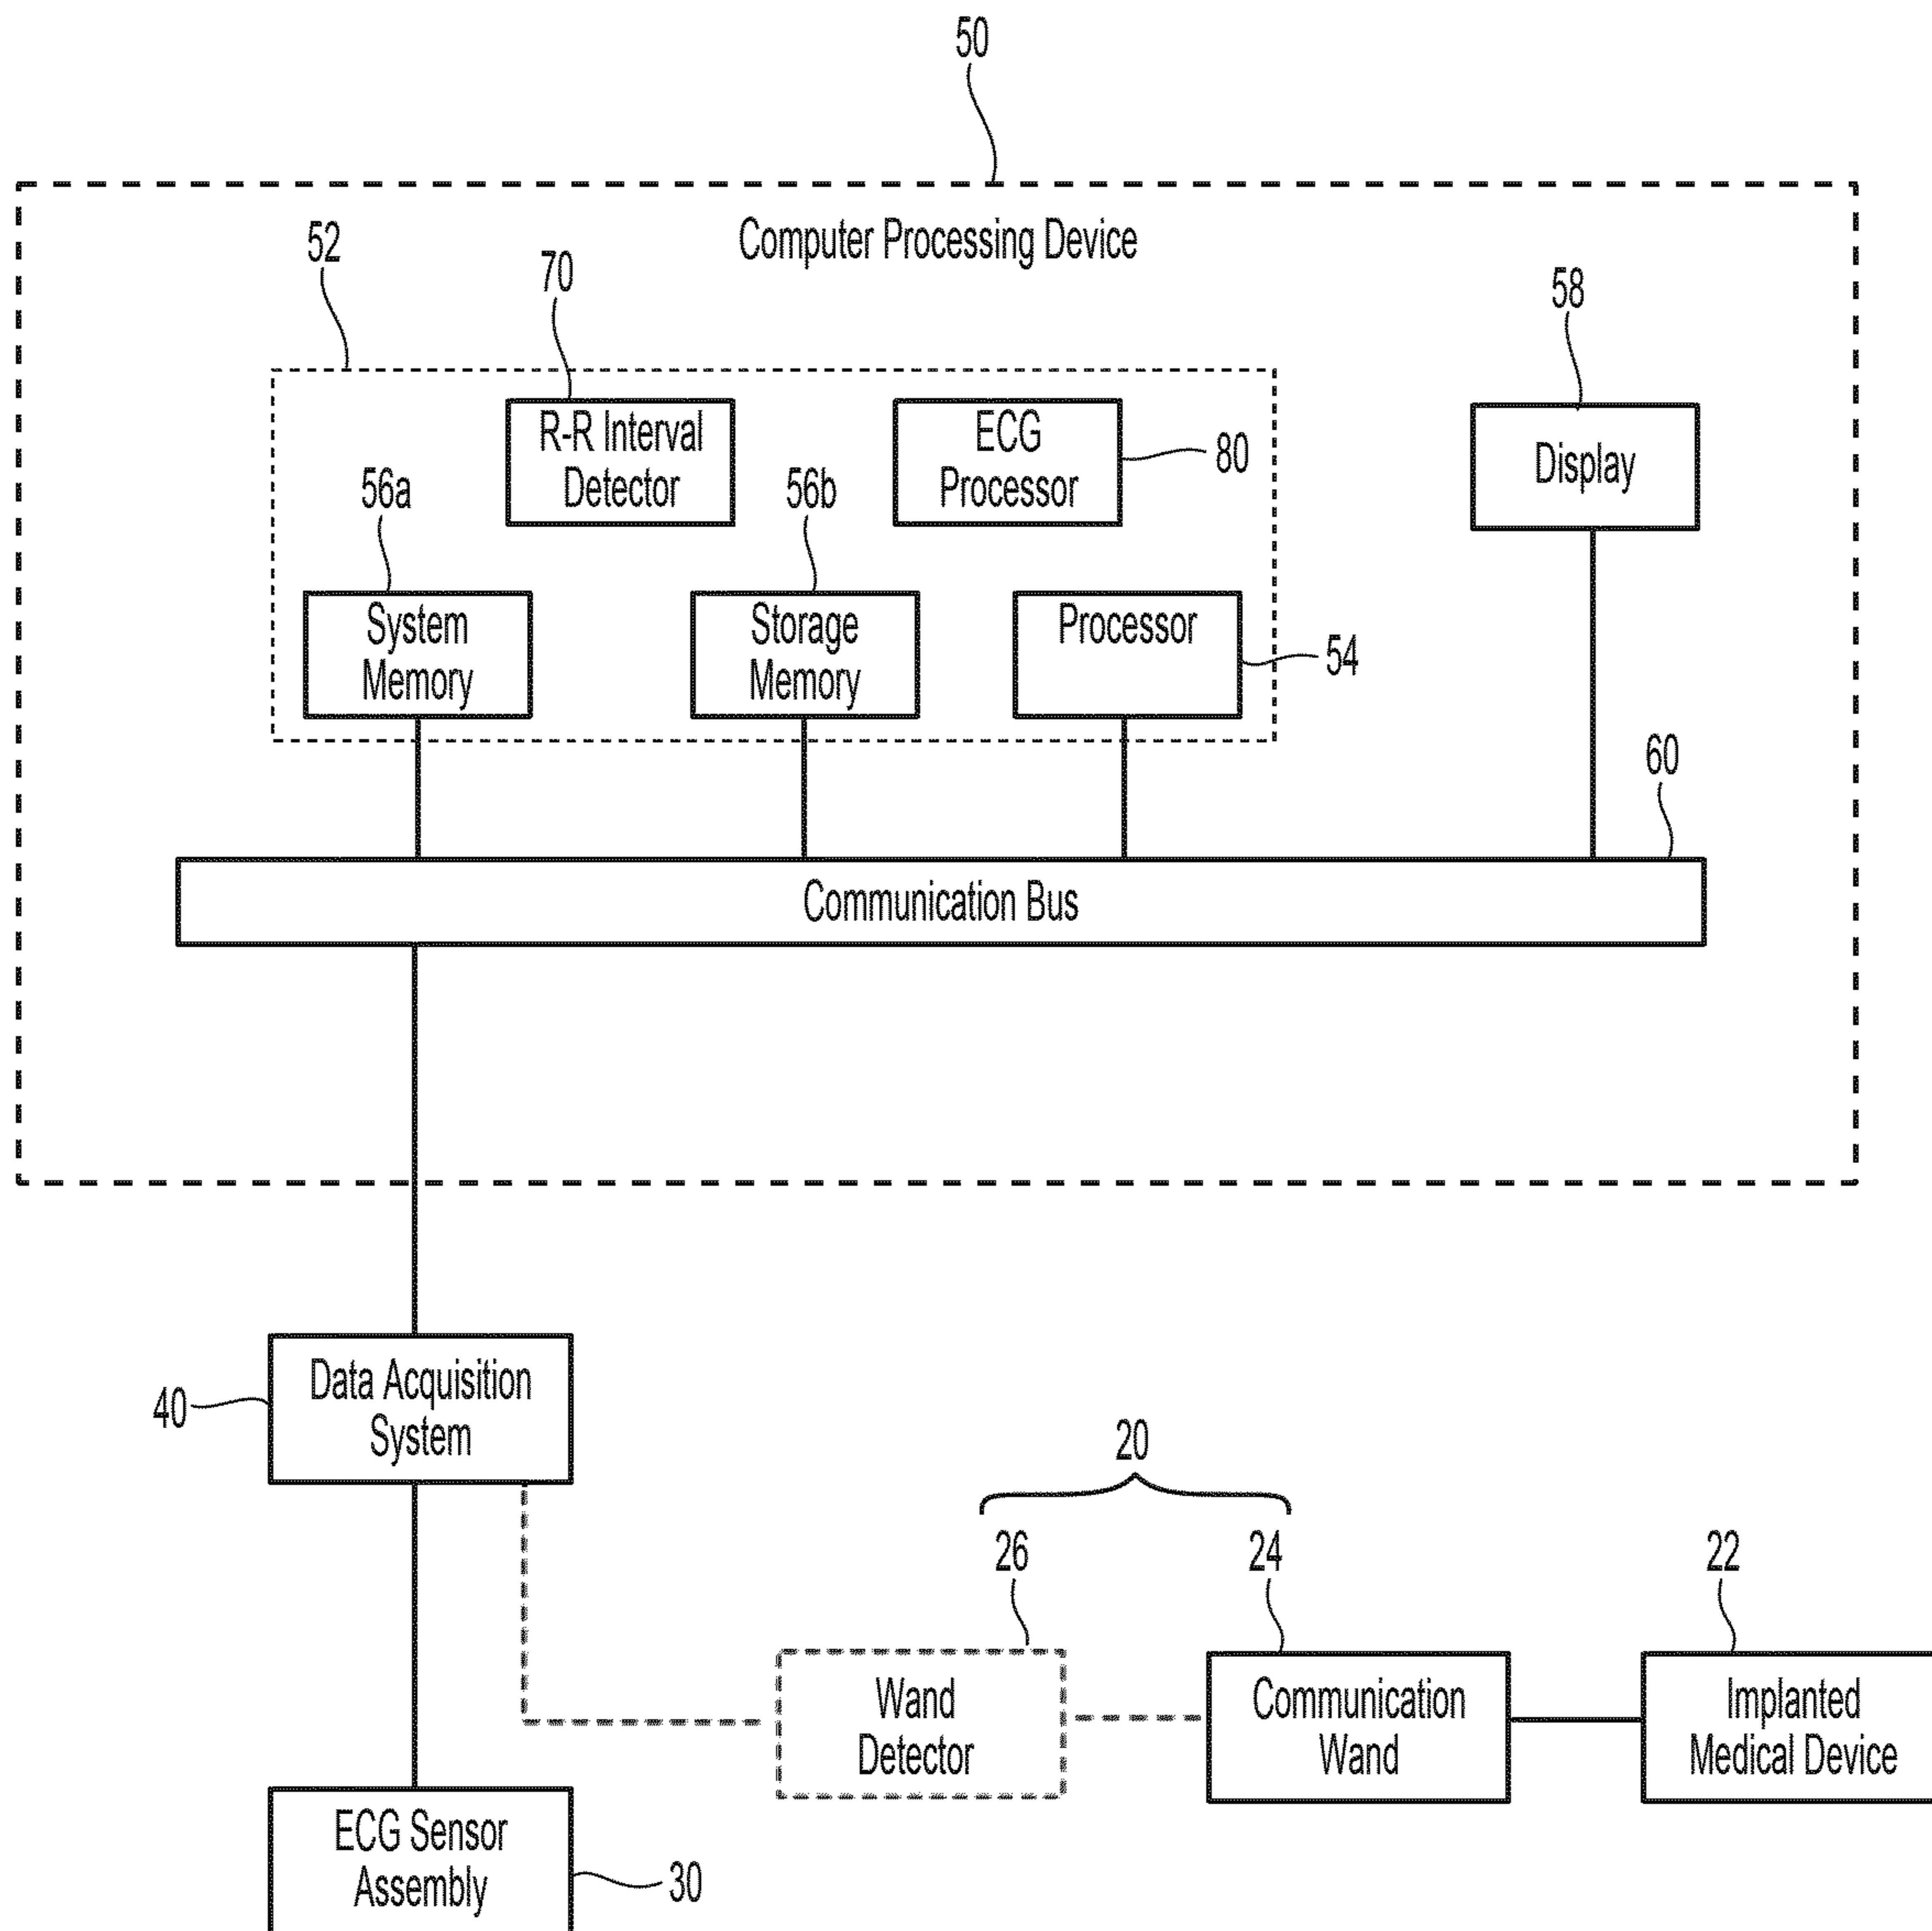 50
Computer Processing Device
52
70
58
R-R Interval
Detector
ECG
Processor
80
Display
56a
56b
System
Memory
Storage
Memory
Processor
54
60
Communication Bus
Data Acquisition
System
40
20
26
24
22
Wand
Detector
Communication
Wand
Implanted
Medical Device
ECG Sensor
Assembly
30